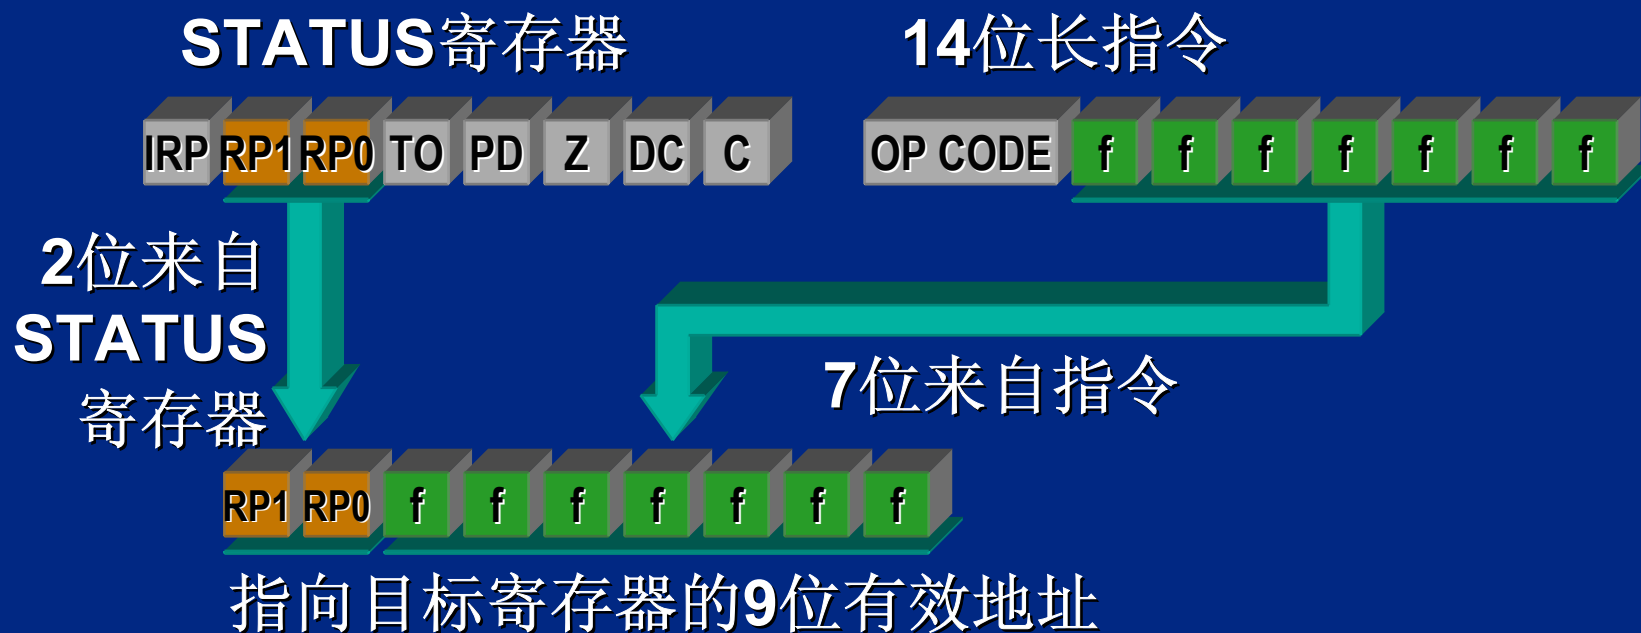 STATUS寄存器
14位长指令
IRP RP1 RP0 TO PD Z DC C
OP CODE f f f f f f f
2位来自
STATUS
寄存器
7位来自指令
RP1 RP0 f f f f f f f
指向目标寄存器的9位有效地址